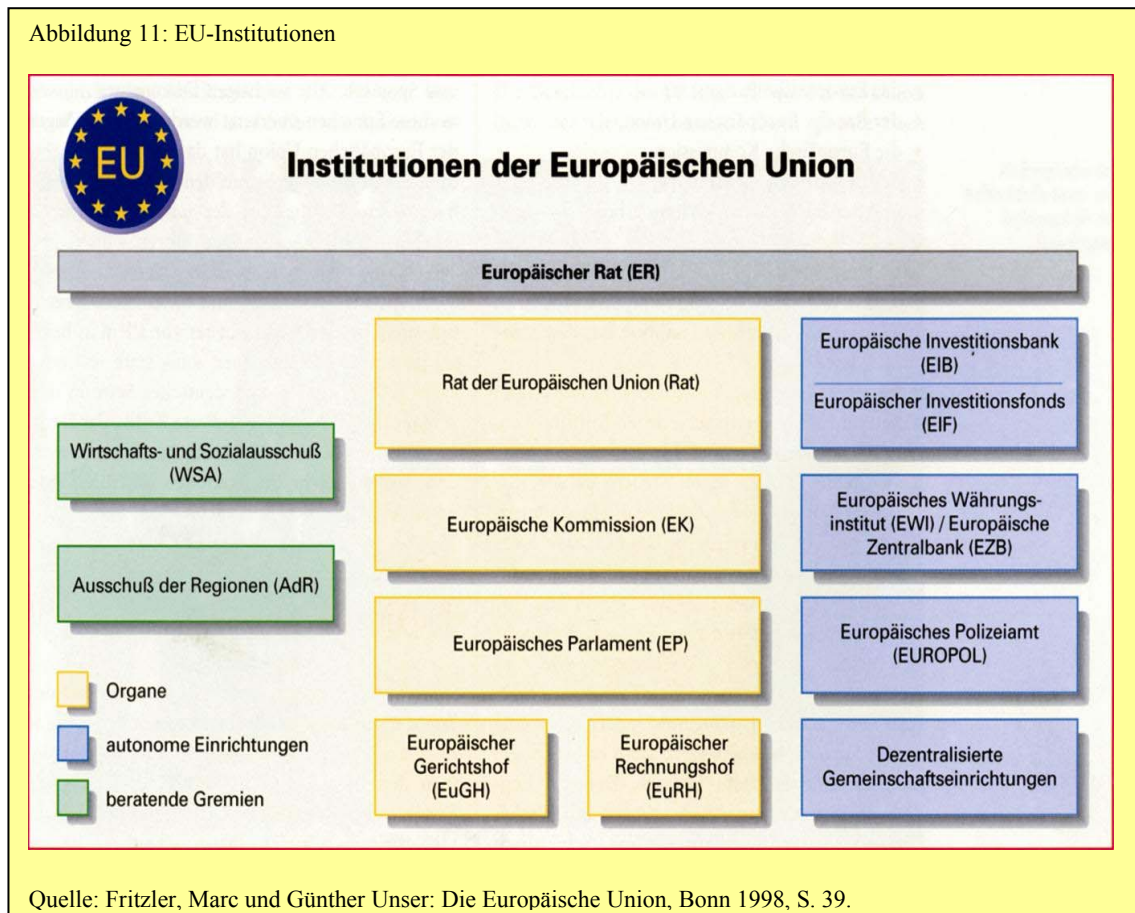 Abbildung 11: EU-Institutionen
EU
Institutionen der Europäischen Union
Europäischer Rat (ER)
Rat der Europäischen Union (Rat)
Europäische Investitionsbank
(EIB)
Europäischer Investitionsfonds
(EIF)
Wirtschafts- und Sozialausschuß
(WSA)
Europäische Kommission (EK)
Europäisches Währungs-
institut (EWI) / Europäische
Zentralbank (EZB)
Ausschuß der Regionen (AdR)
Europäisches Parlament (EP)
Europäisches Polizeiamt
(EUROPOL)
Organe
autonome Einrichtungen
beratende Gremien
Europäischer
Gerichtshof
(EuGH)
Europäischer
Rechnungshof
(EuRH)
Dezentralisierte
Gemeinschaftseinrichtungen
Quelle: Fritzler, Marc und Günther Unser: Die Europäische Union, Bonn 1998, S. 39.